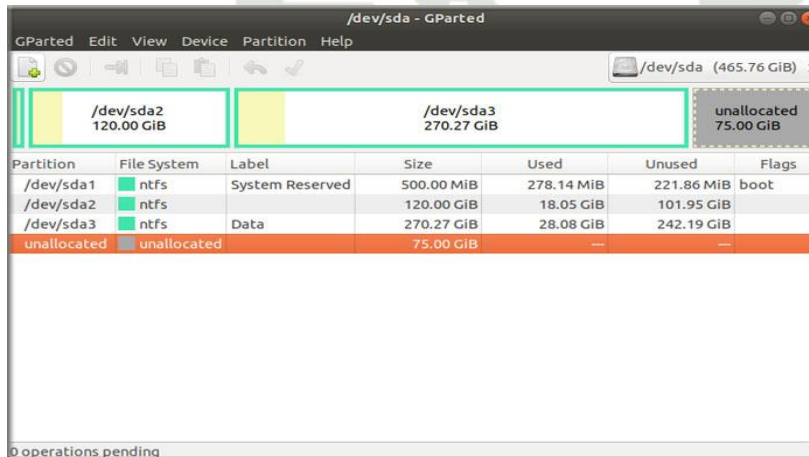 /dev/sda - GParted
GParted Edit View Device Partition Help
/dev/sda (465.76 GiB)
/dev/sda2
120.00 GiB
/dev/sda3
270.27 GiB
unallocated
75.00 GiB
Partition File System Label Size Used Unused Flags
/dev/sda1 ntfs System Reserved 500.00 MiB 278.14 MiB 221.86 MiB boot
/dev/sda2 ntfs 120.00 GiB 18.05 GiB 101.95 GiB
/dev/sda3 ntfs Data 270.27 GiB 28.08 GiB 242.19 GiB
unallocated unallocated 75.00 GiB — —
0 operations pending